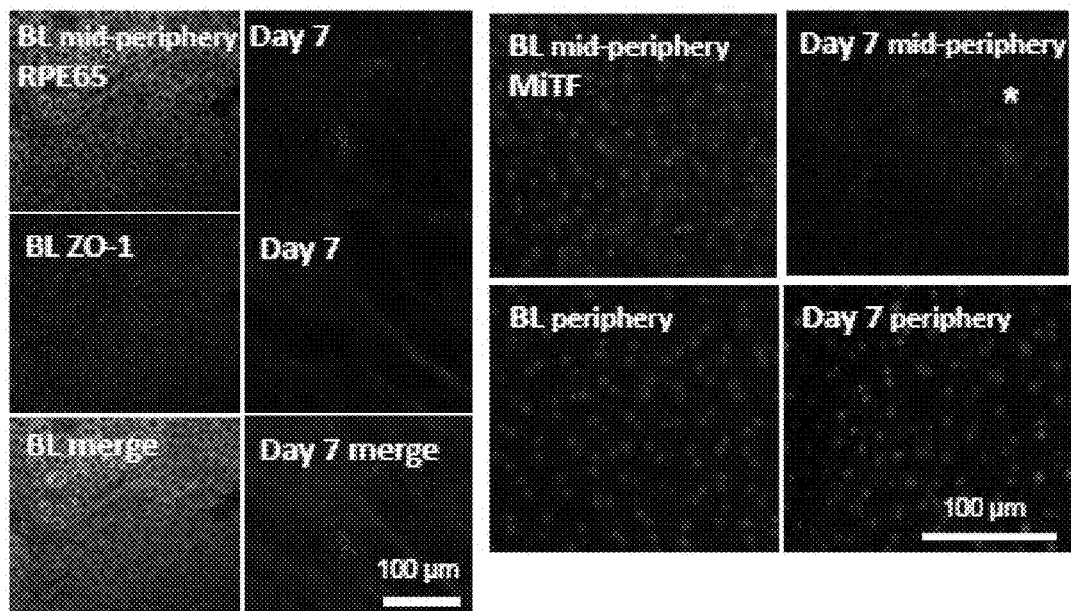 BL mid-periphery
RPE65
Day 7
BL ZO-1
Day 7
BL merge
Day 7 merge
100 µm
BL mid-periphery
MiTF
Day 7 mid-periphery
*
BL periphery
Day 7 periphery
100 µm